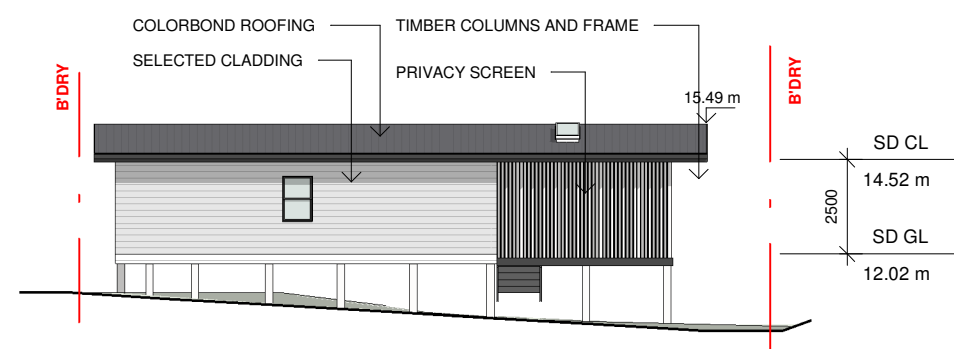 COLORBOND ROOFING
TIMBER COLUMNS AND FRAME
SELECTED CLADDING
PRIVACY SCREEN
B'DRY
B'DRY
15.49 m
SD CL
14.52 m
2500
SD GL
12.02 m